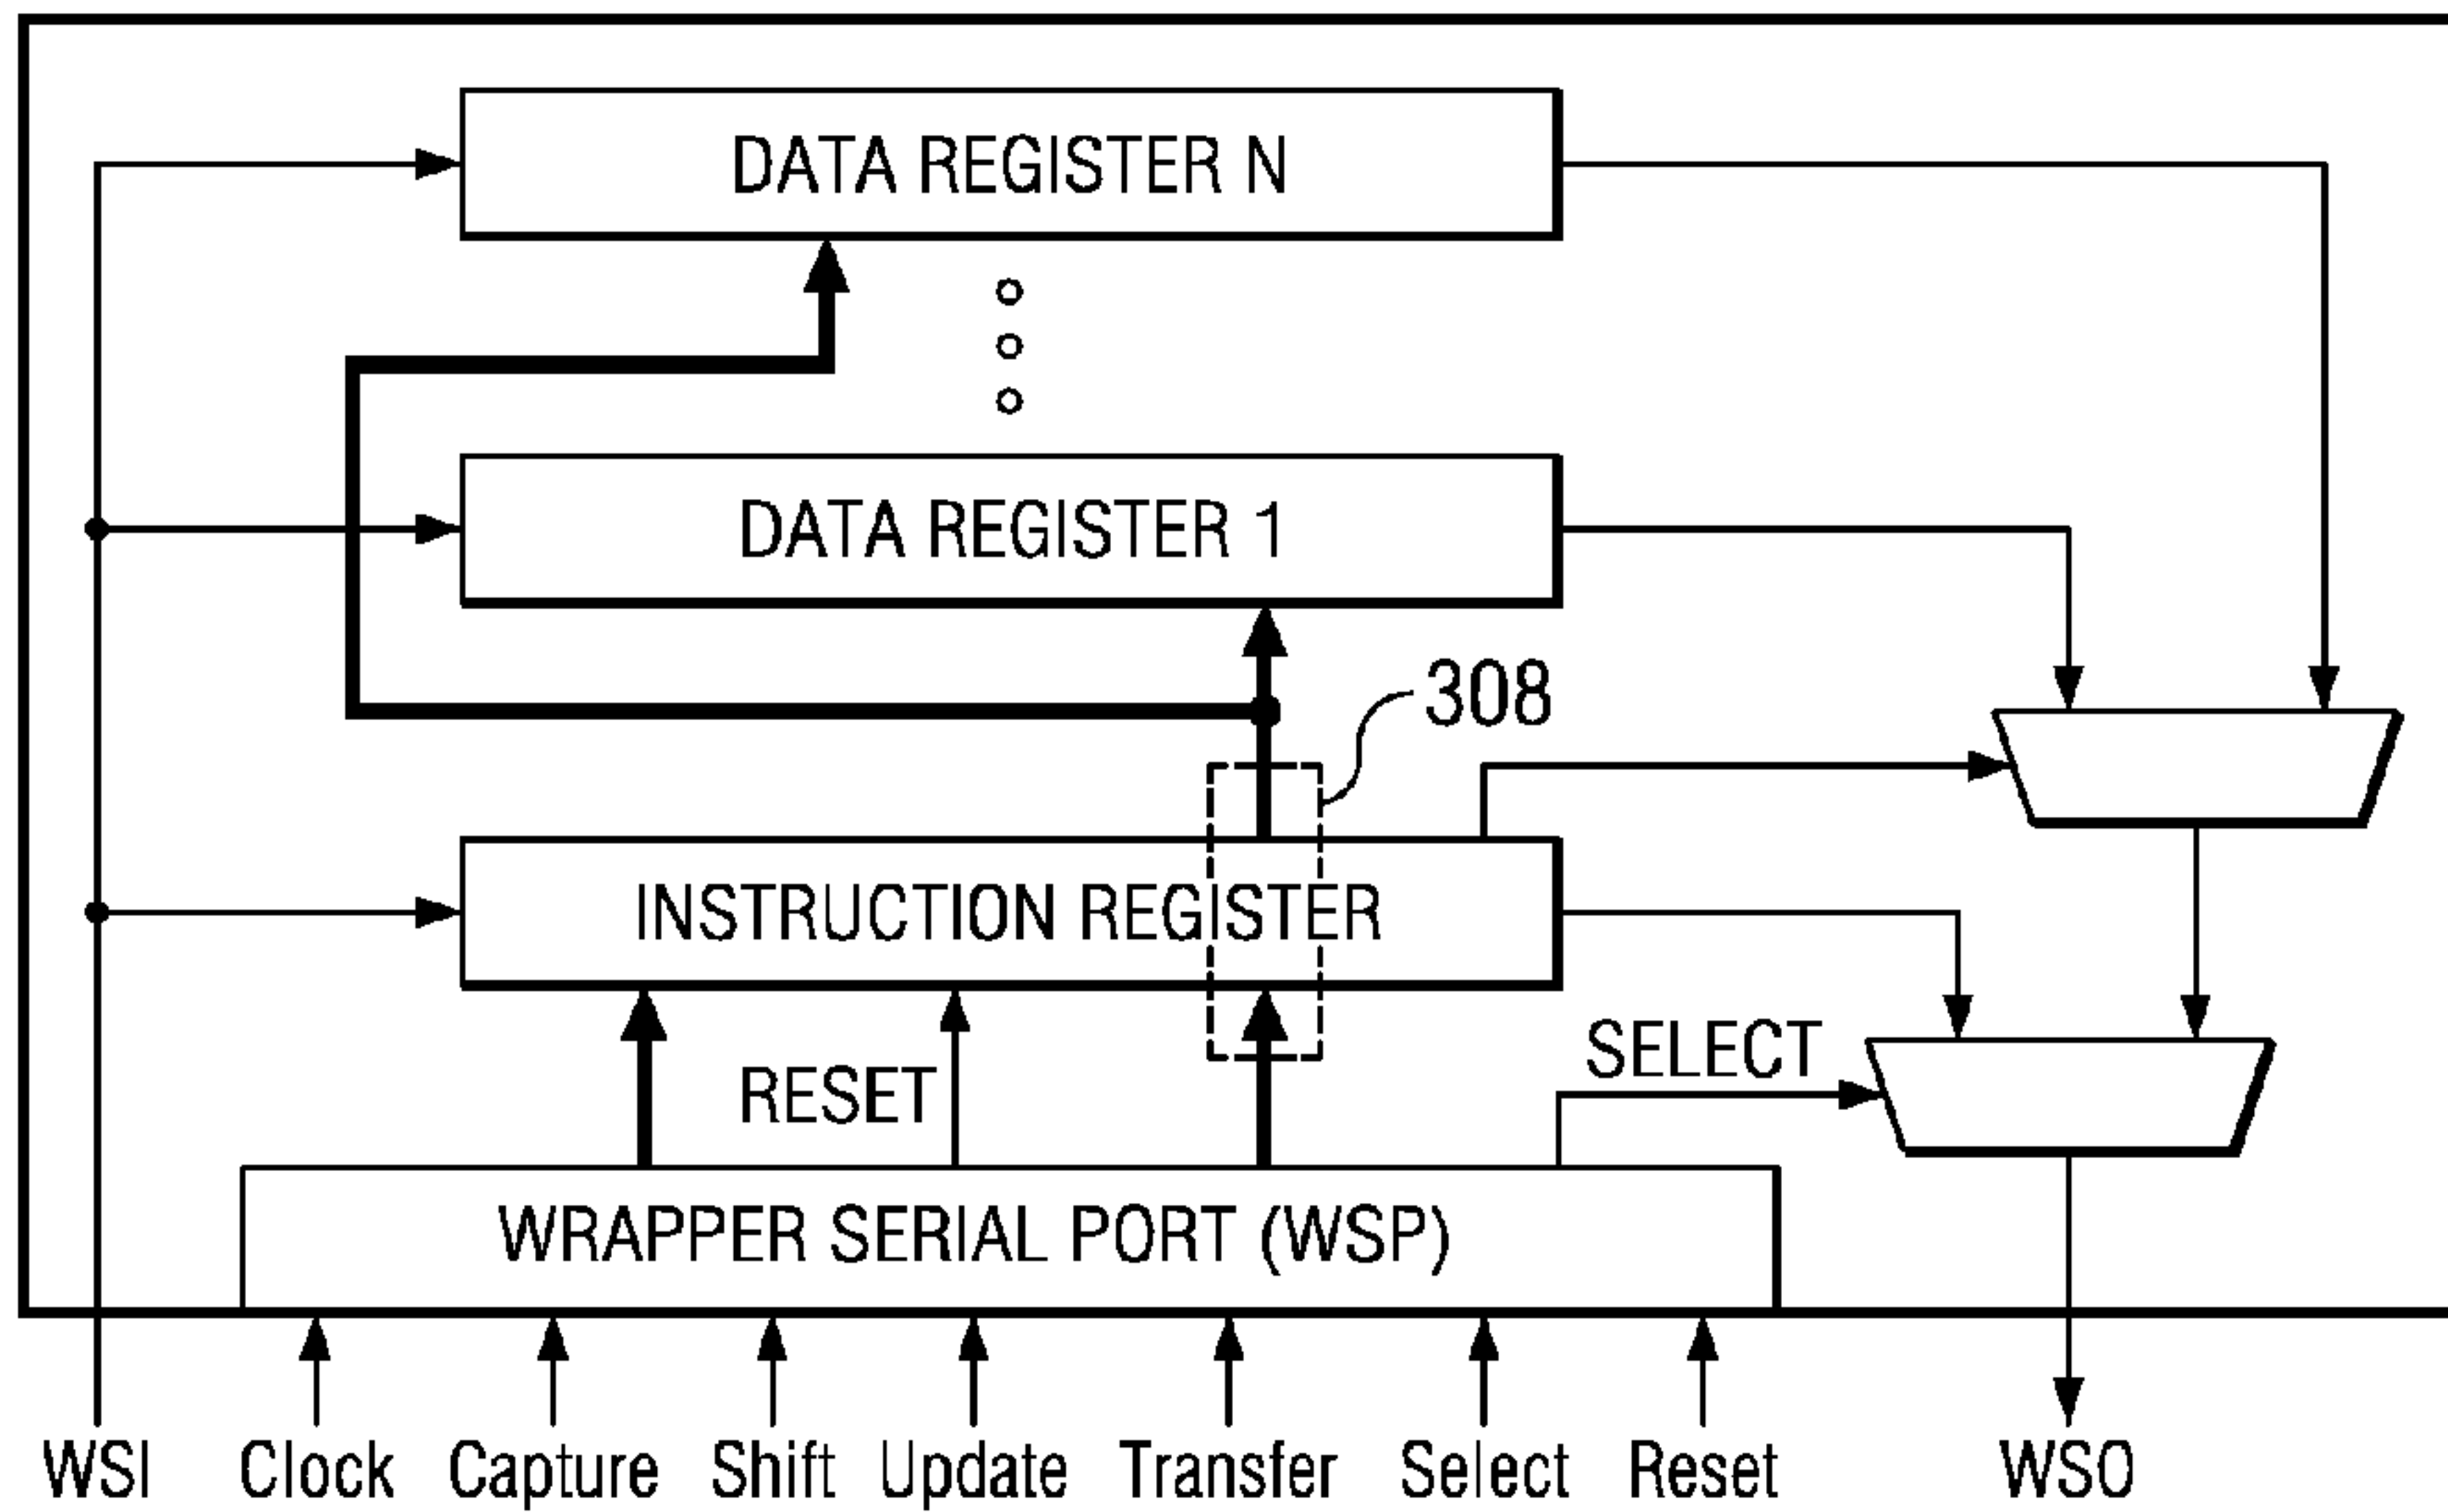 DATA REGISTER N
DATA REGISTER 1
308
INSTRUCTION REGISTER
SELECT
RESET
WRAPPER SERIAL PORT (WSP)
WSI Clock Capture Shift Update Transfer Select Reset WSO